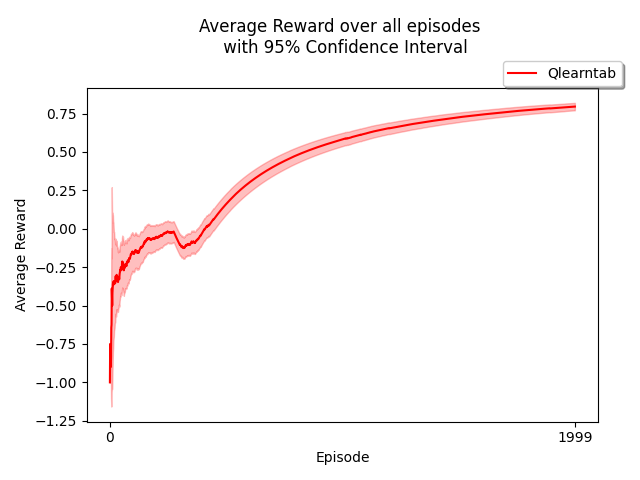 Average Reward over all episodes
with 95% Confidence Interval
Qlearntab
0.75
0.50
0.25
0.00
−0.25
−0.50
−0.75
−1.00
−1.25
Average Reward
0
1999
Episode